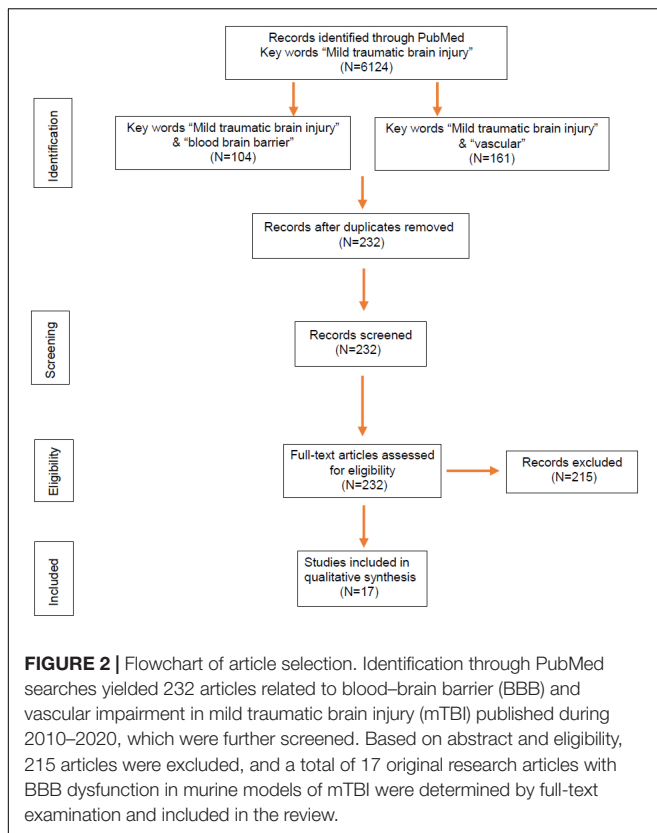 Records identified through PubMed
Key words “Mild traumatic brain injury”
(N=6124)
Identification
Key words “Mild traumatic brain injury”
& “blood brain barrier”
(N=104)
Key words “Mild traumatic brain injury”
& “vascular”
(N=161)
Records after duplicates removed
(N=232)
Screening
Records screened
(N=232)
Eligibility
Full-text articles assessed
for eligibility
(N=232)
Records excluded
(N=215)
Included
Studies included in
qualitative synthesis
(N=17)
FIGURE 2 | Flowchart of article selection. Identification through PubMed
searches yielded 232 articles related to blood–brain barrier (BBB) and
vascular impairment in mild traumatic brain injury (mTBI) published during
2010–2020, which were further screened. Based on abstract and eligibility,
215 articles were excluded, and a total of 17 original research articles with
BBB dysfunction in murine models of mTBI were determined by full-text
examination and included in the review.